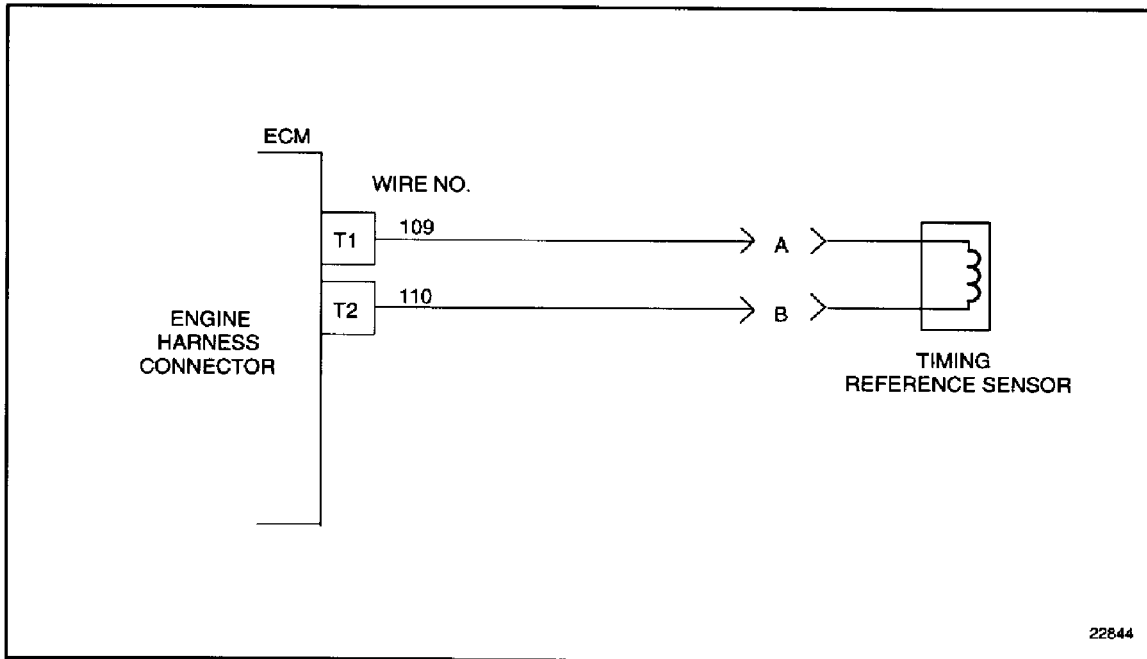 ECM
WIRE NO.
T1
109
A
T2
110
B
ENGINE
HARNESS
CONNECTOR
TIMING
REFERENCE SENSOR
22844